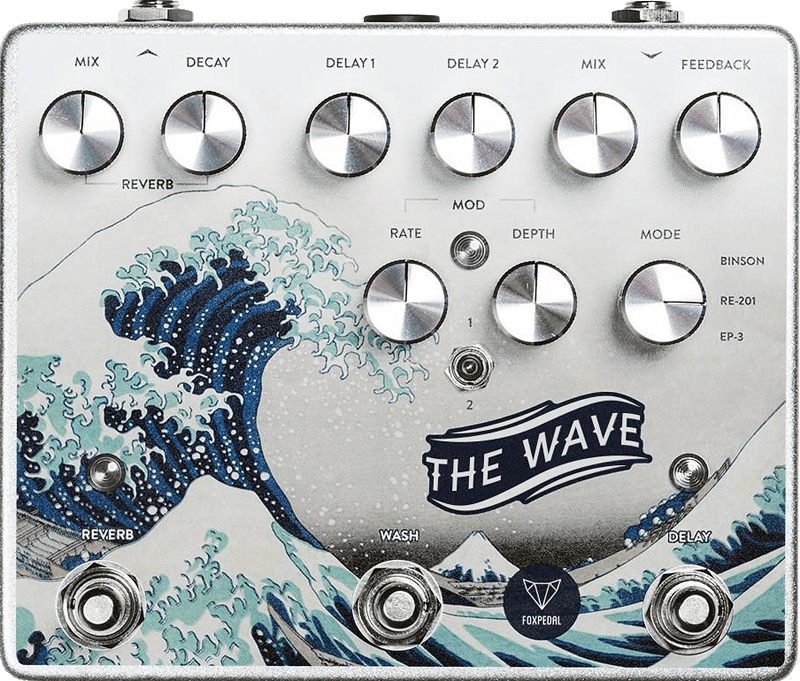 MIX
DECAY
DELAY 1
DELAY 2
MIX
FEEDBACK
REVERB
MOD
RATE
DEPTH
MODE
BINSON
RE-201
EP-3
1
2
THE WAVE
REVERB
WASH
DELAY
FOXPEDAL